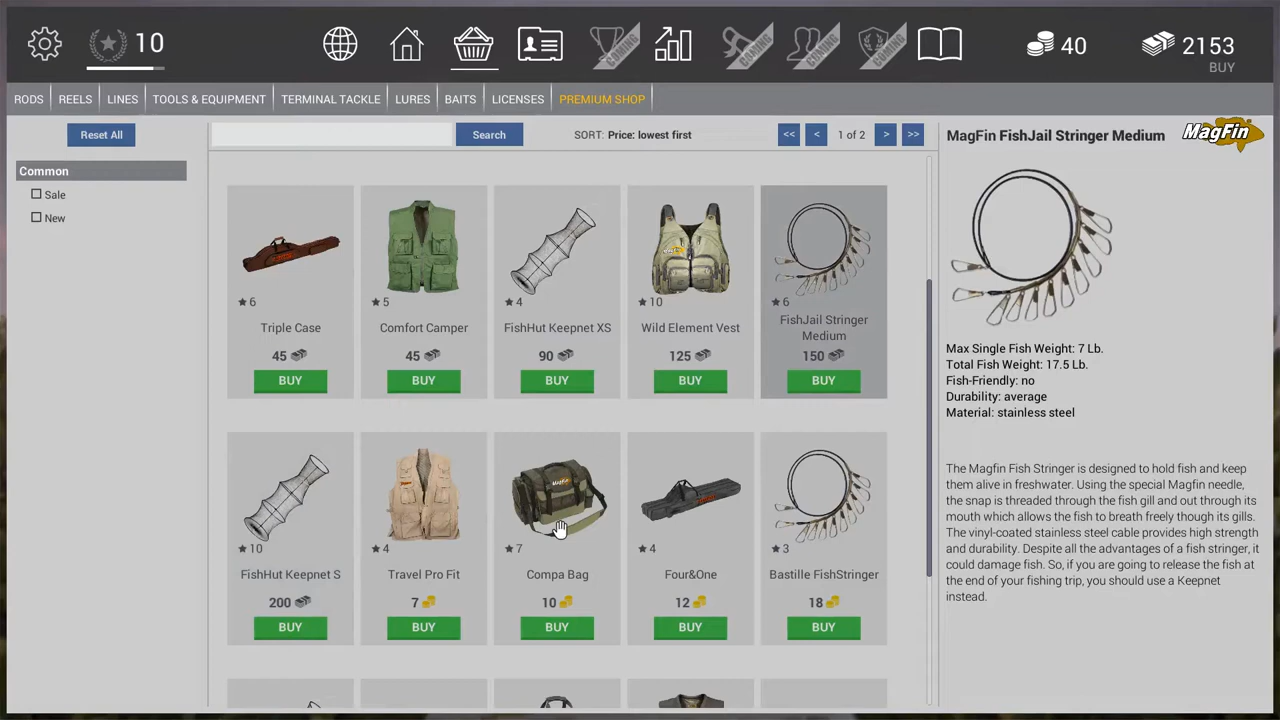 10
COMING
COMING
COMING
COMING
40
2153
BUY
RODS
REELS
LINES
TOOLS & EQUIPMENT
TERMINAL TACKLE
LURES
BAITS
LICENSES
PREMIUM SHOP
Reset All
Common
Sale
New
Search
SORT: Price: lowest first
<<
<
1 of 2
>
>>
6
Triple Case
45
BUY
5
Comfort Camper
45
BUY
4
FishHut Keepnet XS
90
BUY
10
Wild Element Vest
125
BUY
6
FishJail Stringer
Medium
150
BUY
10
FishHut Keepnet S
200
BUY
4
Travel Pro Fit
7
BUY
MagFin
7
Compa Bag
10
BUY
4
Four&One
12
BUY
3
Bastille FishStringer
18
BUY
MagFin FishJail Stringer Medium
MagFin
Max Single Fish Weight: 7 Lb.
Total Fish Weight: 17.5 Lb.
Fish-Friendly: no
Durability: average
Material: stainless steel
The Magfin Fish Stringer is designed to hold fish and keep
them alive in freshwater. Using the special Magfin needle,
the snap is threaded through the fish gill and out through its
mouth which allows the fish to breath freely though its gills.
The vinyl-coated stainless steel cable provides high strength
and durability. Despite all the advantages of a fish stringer, it
could damage fish. So, if you are going to release the fish at
the end of your fishing trip, you should use a Keepnet
instead.